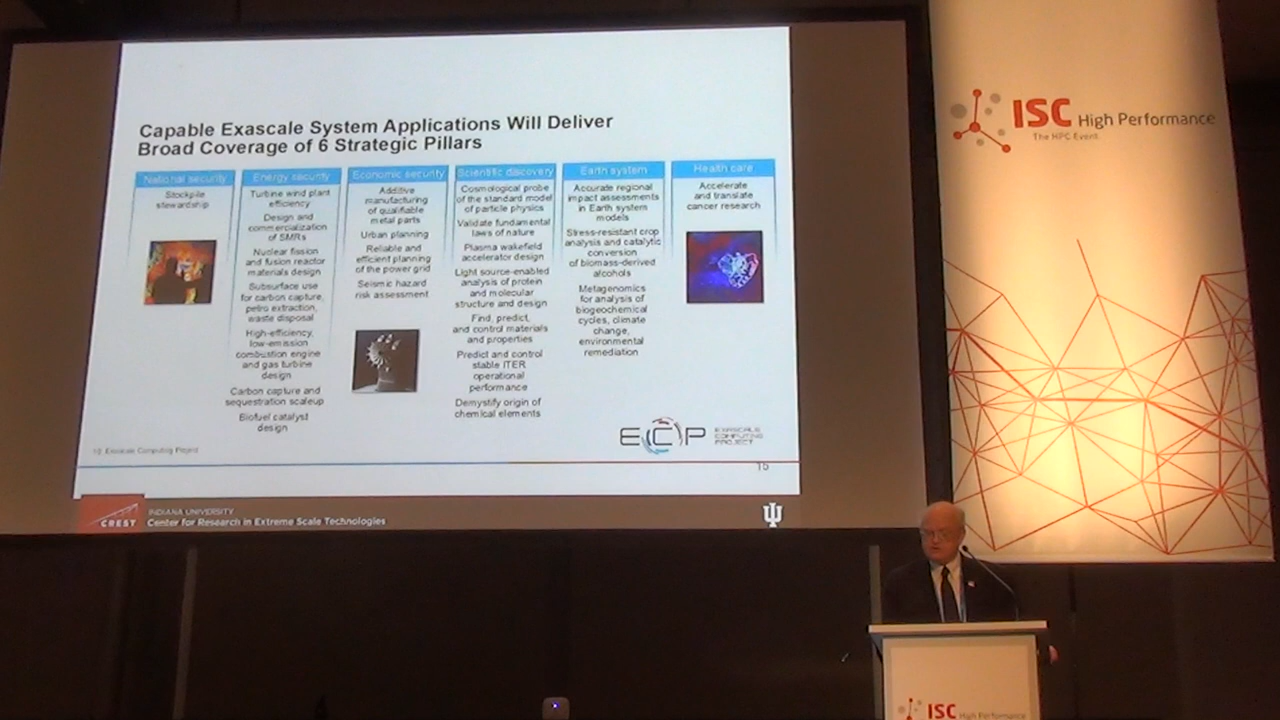 Capable Exascale System Applications Will Deliver
Broad Coverage of 6 Strategic Pillars
National security
Stockpile
stewardship
Energy security
Turbine wind plant
efficiency
Design and
commercialization
of SMRs
Nuclear fission
and fusion reactor
materials design
Subsurface use
for carbon capture,
petro extraction,
waste disposal
High-efficiency,
low-emission
combustion engine
and gas turbine
design
Carbon capture and
sequestration scaleup
Biofuel catalyst
design
Economic security
Additive
manufacturing
of qualifiable
metal parts
Urban planning
Reliable and
efficient planning
of the power grid
Seismic hazard
risk assessment
Scientific discovery
Cosmological probe
of the standard model
of particle physics
Validate fundamental
laws of nature
Plasma wakefield
accelerator design
Light source-enabled
analysis of protein
and molecular
structure and design
Find, predict,
and control materials
and properties
Predict and control
stable ITER
operational
performance
Demystify origin of
chemical elements
Earth system
Accurate regional
impact assessments
in Earth system
models
Stress-resistant crop
analysis and catalytic
conversion
of biomass-derived
alcohols
Metagenomics
for analysis of
biogeochemical
cycles, climate
change,
environmental
remediation
Health care
Accelerate
and translate
cancer research
ECP EXASCALE
COMPUTING
PROJECT
Exascale Computing Project
15
CREST
INDIANA UNIVERSITY
Center for Research in Extreme Scale Technologies
ISC High Performance
The HPC Event.
ISC High Performance